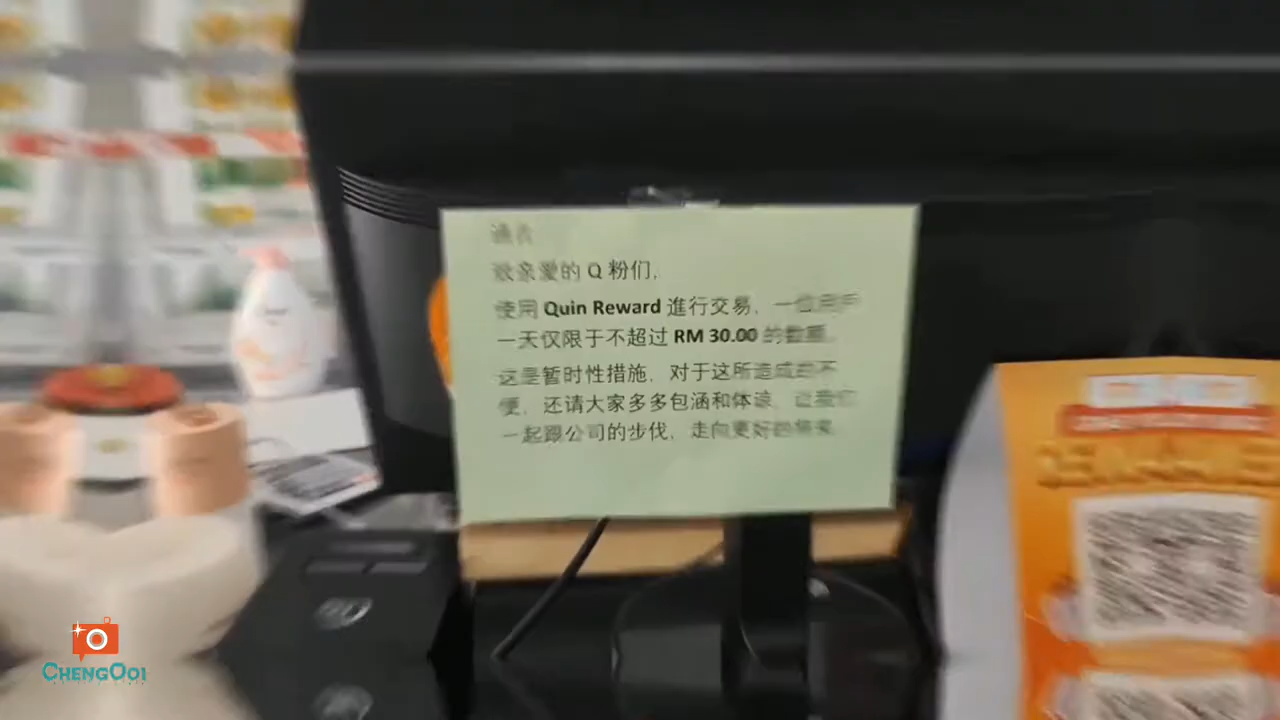 通告
致亲爱的 Q 粉们，
使用 Quin Reward 進行交易，一位用户
一天仅限于不超过 RM 30.00 的数额。
这是暂时性措施，对于这所造成的不
便，还请大家多多包涵和体谅，让我们
一起跟公司的步伐，走向更好的将来
CHENGOOI